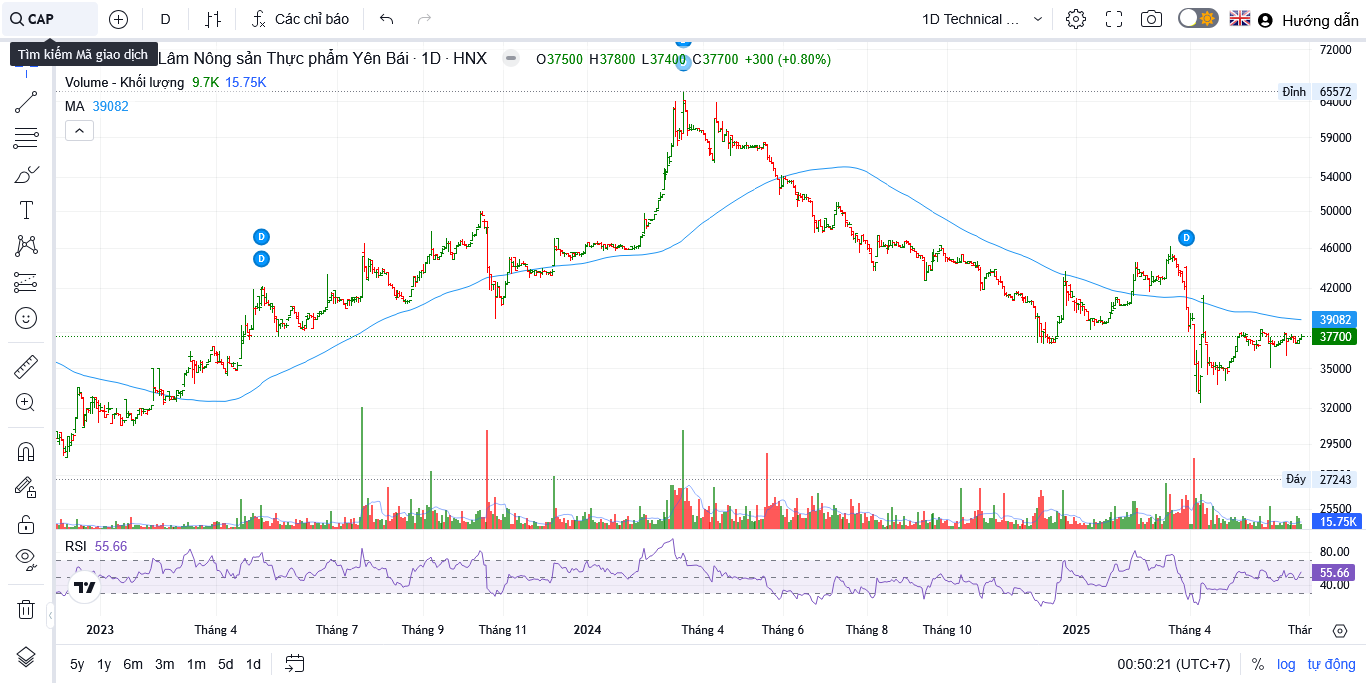 CAP D Các chỉ báo 1D Technical ... Hướng dẫn
Tìm kiếm Mã giao dịch
Lâm Nông sản Thực phẩm Yên Bái · 1D · HNX O37500 H37800 L37400 C37700 +300 (+0.80%)
Volume - Khối lượng 9.7K 15.75K
MA 39082
72000
Đỉnh 65572
64000
59000
54000
50000
D
D
D
46000
42000
39082
37700
35000
32000
29500
Đáy 27243
25500
15.75K
RSI 55.66
80.00
55.66
40.00
2023 Tháng 4 Tháng 7 Tháng 9 Tháng 11 2024 Tháng 4 Tháng 6 Tháng 8 Tháng 10 2025 Tháng 4 Thár
5y 1y 6m 3m 1m 5d 1d 00:50:21 (UTC+7) % log tự động